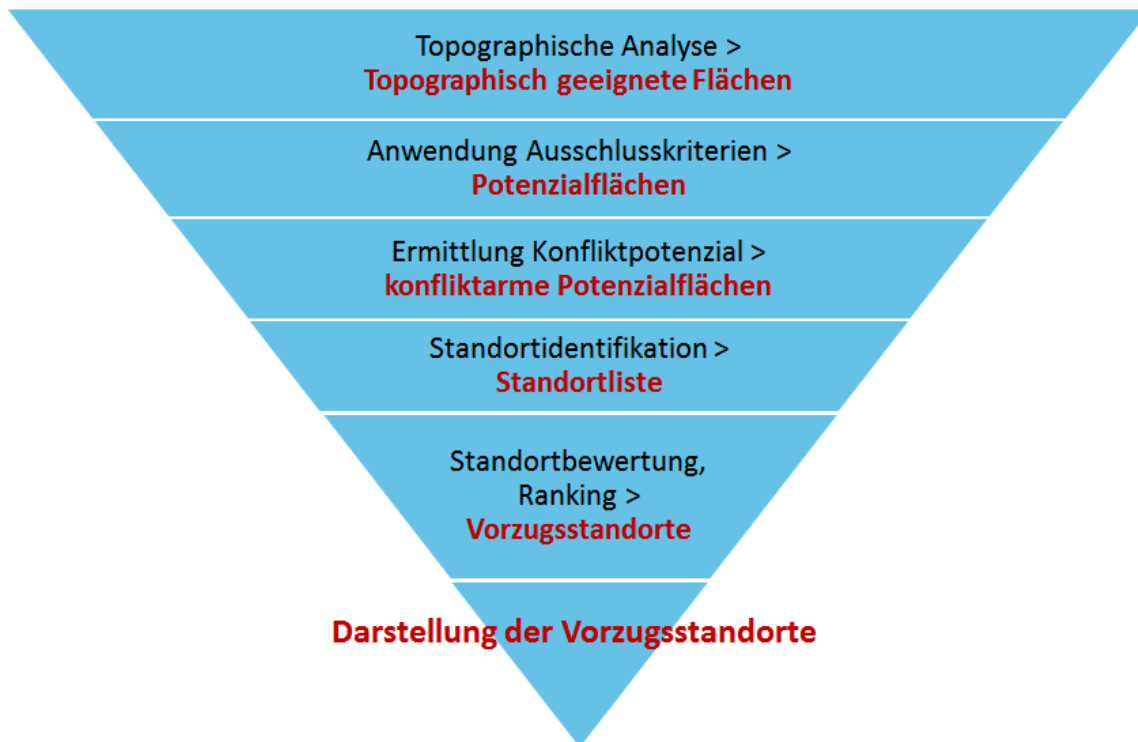 Topographische Analyse >
Topographisch geeignete Flächen
Anwendung Ausschlusskriterien >
Potenzialflächen
Ermittlung Konfliktpotenzial >
konfliktarme Potenzialflächen
Standortidentifikation >
Standortliste
Standortbewertung,
Ranking >
Vorzugsstandorte
Darstellung der Vorzugsstandorte